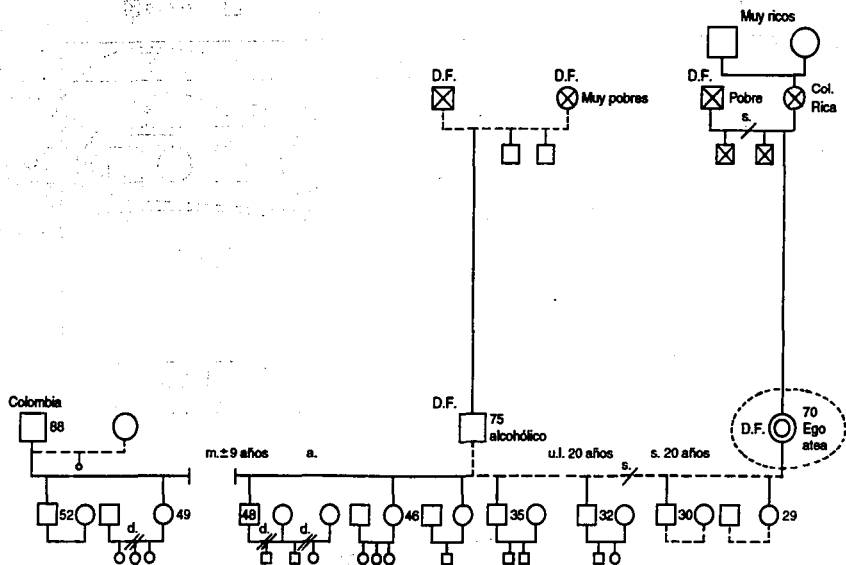 Muy ricos
D.F.
D.F.
Muy pobres
D.F.
Pobre
Col.
Rica
s.
Colombia
88
D.F.
75
alcohólico
D.F.
70
Ego
atea
m.±9 años
a.
u.l. 20 años
s.
s. 20 años
52
49
48
46
35
32
30
29
d.
d.
d.